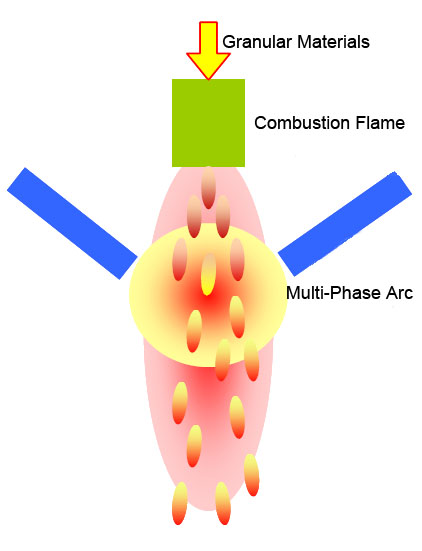 Granular Materials
Combustion Flame
Multi-Phase Arc